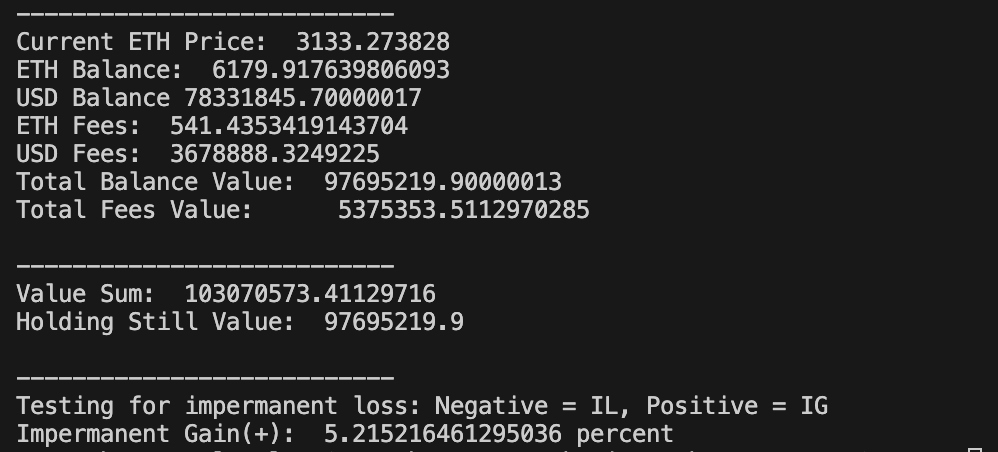 ---------------------------
Current ETH Price:  3133.273828
ETH Balance:  6179.917639806093
USD Balance 78331845.70000017
ETH Fees:  541.4353419143704
USD Fees:  3678888.3249225
Total Balance Value:  97695219.90000013
Total Fees Value:      5375353.5112970285
---------------------------
Value Sum:  103070573.41129716
Holding Still Value:  97695219.9
---------------------------
Testing for impermanent loss: Negative = IL, Positive = IG
Impermanent Gain(+):  5.215216461295036 percent